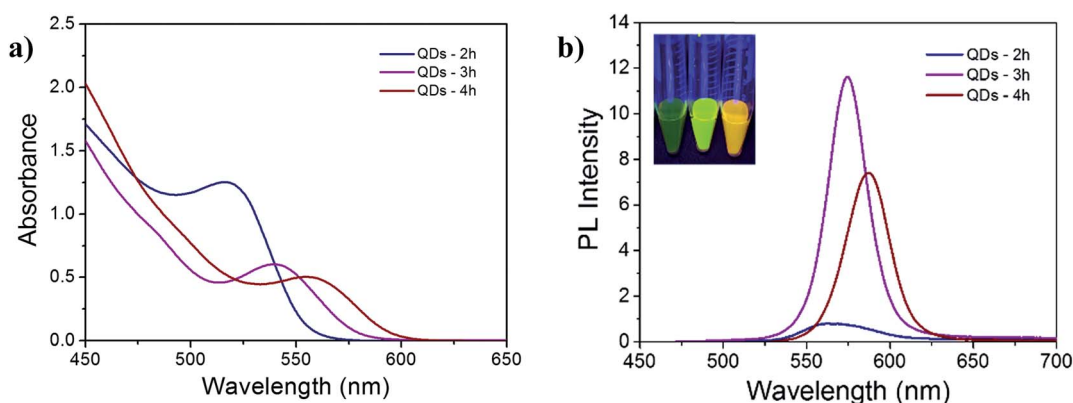 a)
2.5
2.0
1.5
1.0
0.5
0.0
Absorbance
450
500
550
600
650
Wavelength (nm)
QDs - 2h
QDs - 3h
QDs - 4h
b)
14
12
10
8
6
4
2
0
PL Intensity
450
500
550
600
650
700
Wavelength (nm)
QDs - 2h
QDs - 3h
QDs - 4h